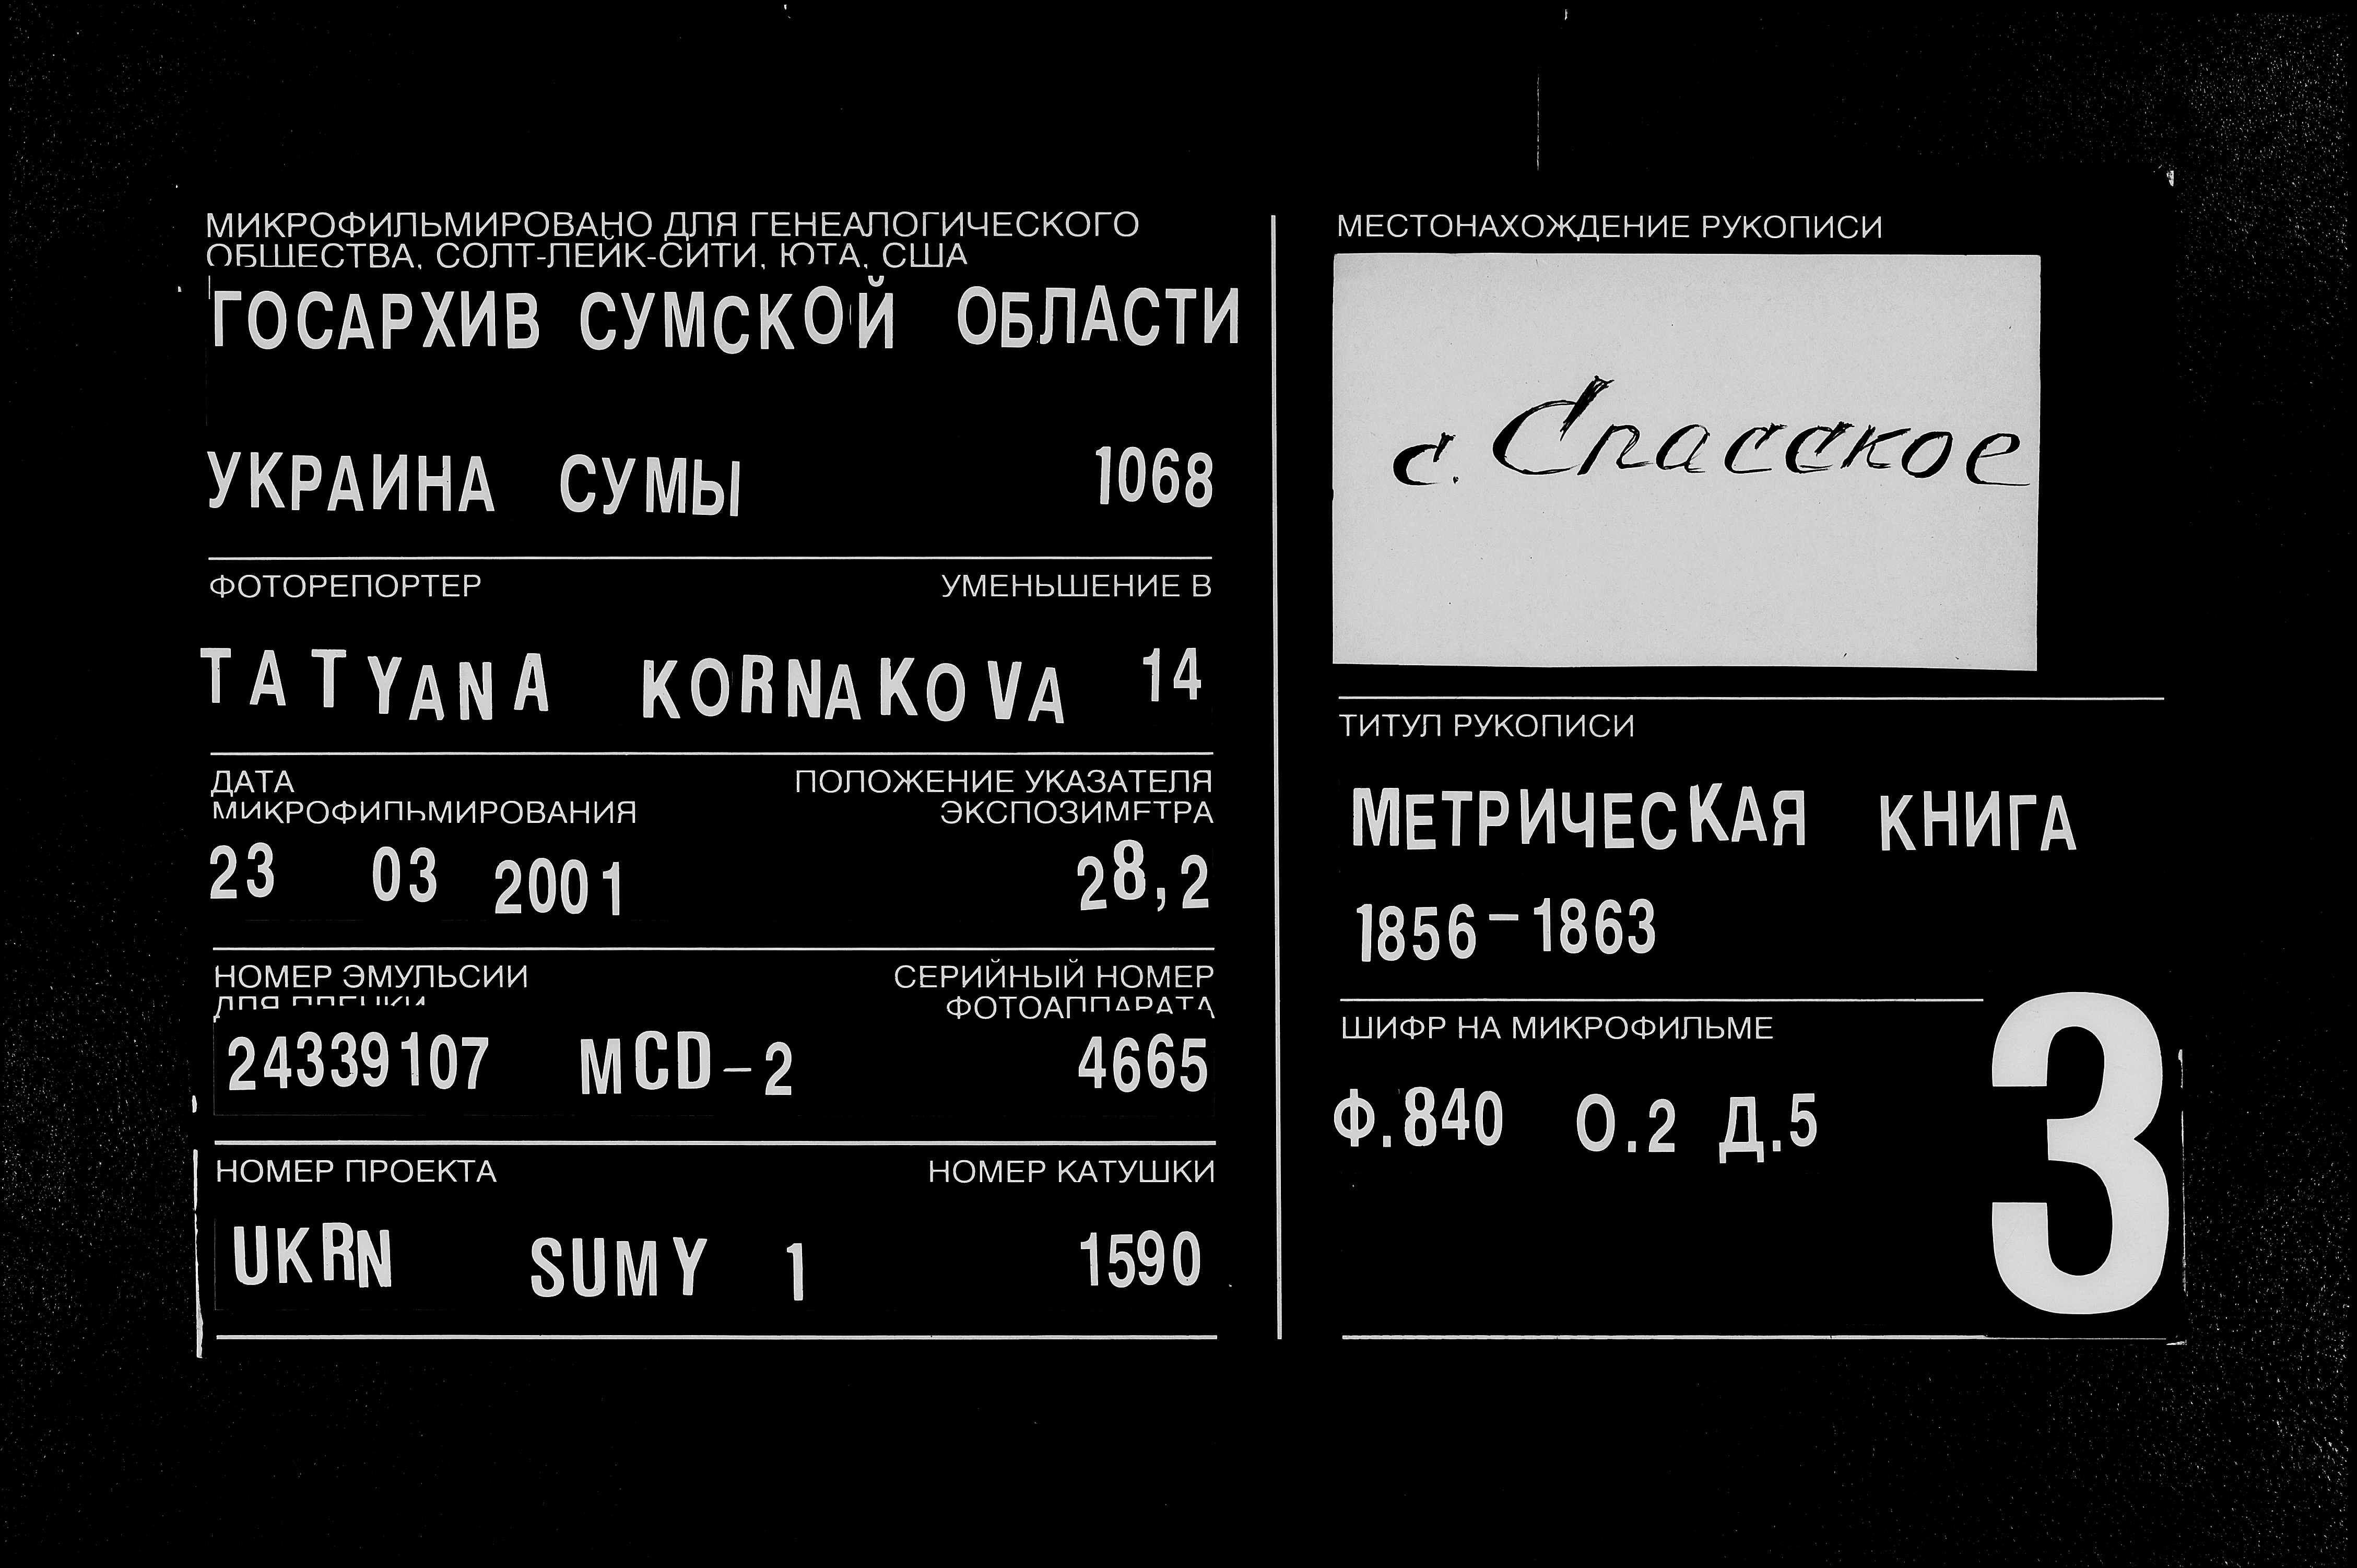 МИКРОФИЛЬМИРОВАНО ДЛЯ ГЕНЕАЛОГИЧЕСКОГО
ОБЩЕСТВА, СОЛТ-ЛЕЙК-СИТИ, ЮТА, США
ГОСАРХИВ СУМСКОЙ ОБЛАСТИ
УКРАИНА СУМЫ 1068
ФОТОРЕПОРТЕР УМЕНЬШЕНИЕ В
TATYANA KORNAKOVA 14
ДАТА ПОЛОЖЕНИЕ УКАЗАТЕЛЯ
МИКРОФИЛЬМИРОВАНИЯ ЭКСПОЗИМЕТРА
23 03 2001 28,2
НОМЕР ЭМУЛЬСИИ СЕРИЙНЫЙ НОМЕР
ДЛЯ ПЛЕНКИ ФОТОАППАРАТА
24339107 MCD-2 4665
НОМЕР ПРОЕКТА НОМЕР КАТУШКИ
UKRN SUMY 1 1590
МЕСТОНАХОЖДЕНИЕ РУКОПИСИ
с. Спасское
ТИТУЛ РУКОПИСИ
МЕТРИЧЕСКАЯ КНИГА
1856-1863
ШИФР НА МИКРОФИЛЬМЕ
Ф.840 О.2 Д.5
3